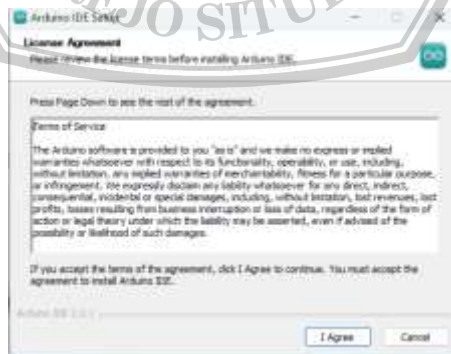 Arduino IDE Setup
License Agreement
Please review the license terms before installing Arduino IDE.
Press Page Down to see the rest of the agreement.
Terms of Service
The Arduino software is provided to you "as is" and we make no express or implied
warranties whatsoever with respect to its functionality, operability, or use, including,
without limitation, any implied warranties of merchantability, fitness for a particular purpose,
or infringement. We expressly disclaim any liability whatsoever for any direct, indirect,
consequential, incidental or special damages, including, without limitation, lost revenues, lost
profits, losses resulting from business interruption or loss of data, regardless of the form of
action or legal theory under which the liability may be asserted, even if advised of the
possibility or likelihood of such damages.
If you accept the terms of the agreement, click I Agree to continue. You must accept the
agreement to install Arduino IDE.
I Agree
Cancel